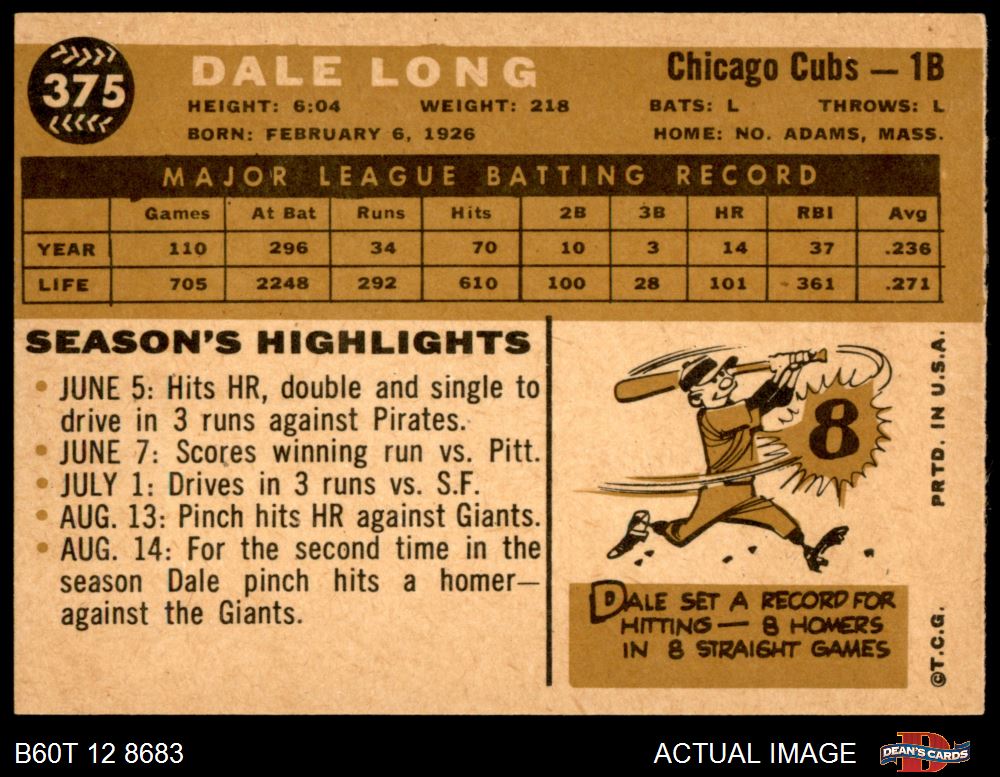 375
DALE LONG
Chicago Cubs — 1B
HEIGHT: 6:04 WEIGHT: 218 BATS: L THROWS: L
BORN: FEBRUARY 6, 1926 HOME: NO. ADAMS, MASS.
MAJOR LEAGUE BATTING RECORD
Games At Bat Runs Hits 2B 3B HR RBI Avg
YEAR 110 296 34 70 10 3 14 37 .236
LIFE 705 2248 292 610 100 28 101 361 .271
SEASON'S HIGHLIGHTS
• JUNE 5: Hits HR, double and single to
drive in 3 runs against Pirates.
• JUNE 7: Scores winning run vs. Pitt.
• JULY 1: Drives in 3 runs vs. S.F.
• AUG. 13: Pinch hits HR against Giants.
• AUG. 14: For the second time in the
season Dale pinch hits a homer—
against the Giants.
8
DALE SET A RECORD FOR
HITTING — 8 HOMERS
IN 8 STRAIGHT GAMES
©T.C.G. PRTD. IN U.S.A.
B60T 12 8683
ACTUAL IMAGE
D
DEAN'S CARDS